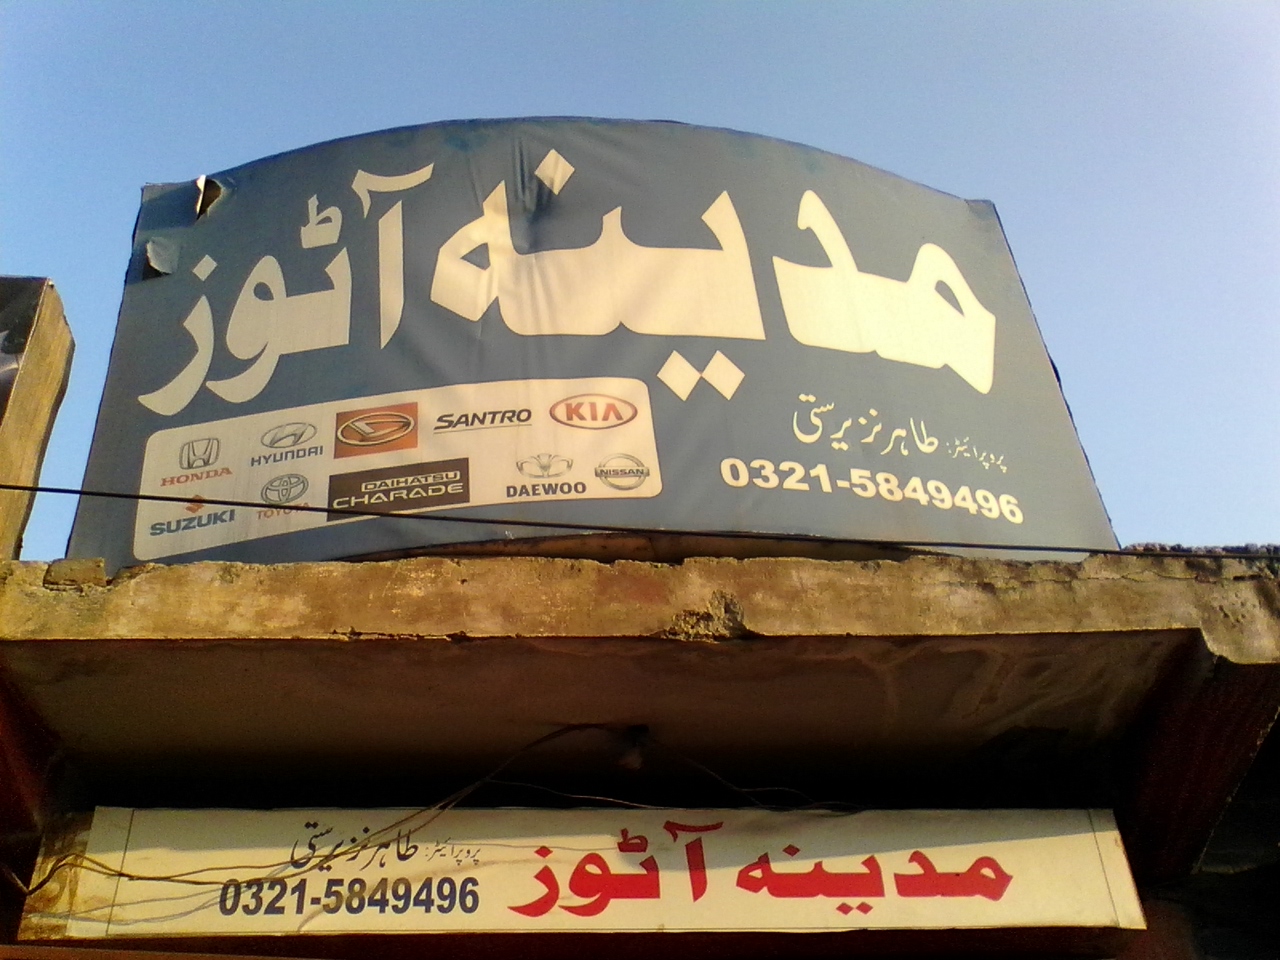 مدینہ آٹوز
پروپرائیٹر: طاہر نزیر ستی
0321-5849496
HONDA
HYUNDAI
SANTRO
KIA
SUZUKI
TOYOTA
DAIHATSU
CHARADE
DAEWOO
NISSAN
مدینہ آٹوز
پروپرائیٹر: طاہر نزیر ستی
0321-5849496